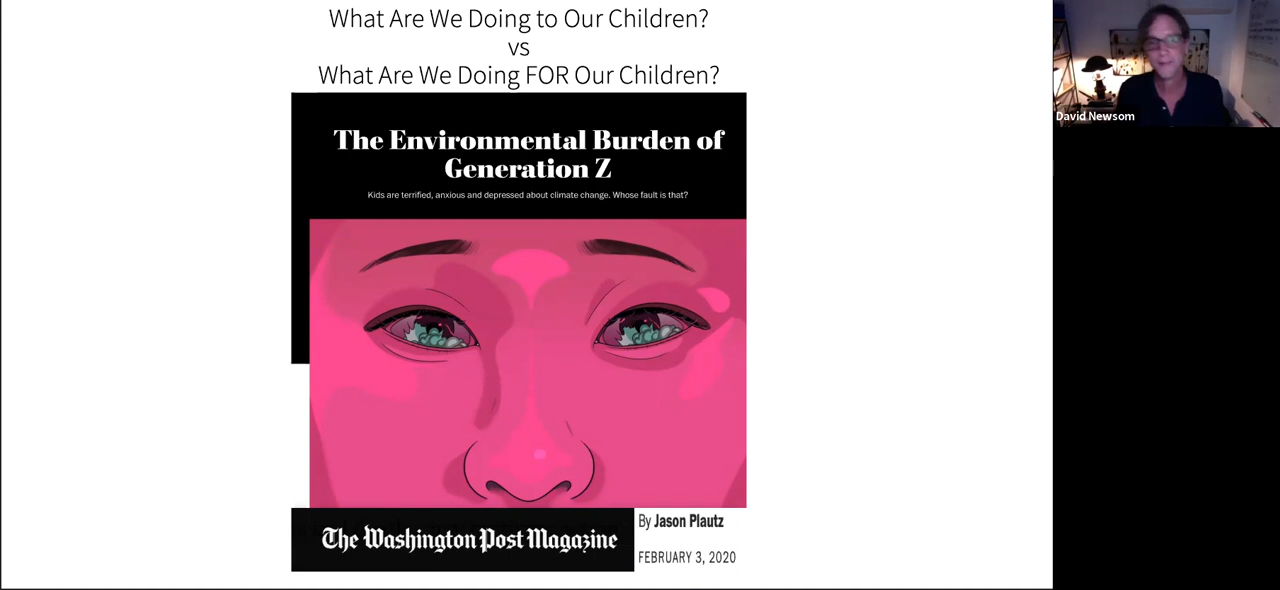 What Are We Doing to Our Children?
vs
What Are We Doing FOR Our Children?
The Environmental Burden of
Generation Z
Kids are terrified, anxious and depressed about climate change. Whose fault is that?
The Washington Post Magazine
By Jason Plautz
FEBRUARY 3, 2020
David Newsom